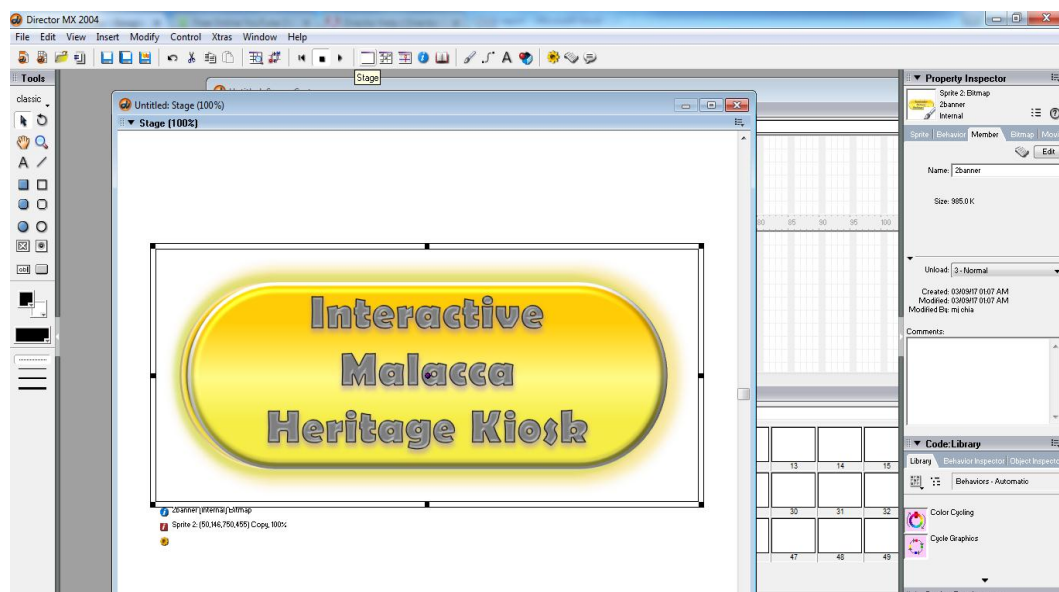 Director MX 2004
File Edit View Insert Modify Control Xtras Window Help
Stage
Tools
classic
Untitled: Stage (100%)
Stage (100%)
Interactive
Malacca
Heritage Kiosk
2banner (Internal) Bitmap
Sprite 2: (50,146,750,455) Copy, 100%
85 90 95 100
13 14 15
30 31 32
47 48 49
Property Inspector
Sprite 2: Bitmap
2banner
Internal
Sprite Behavior Member Bitmap Movi
Edit
Name: 2banner
Size: 985.0 K
Unload: 3 - Normal
Created: 03/09/17 01:07 AM
Modified: 03/09/17 01:07 AM
Modified By: mj chia
Comments:
Code:Library
Library Behavior Inspector Object Inspecto
Behaviors - Automatic
Color Cycling
Cycle Graphics